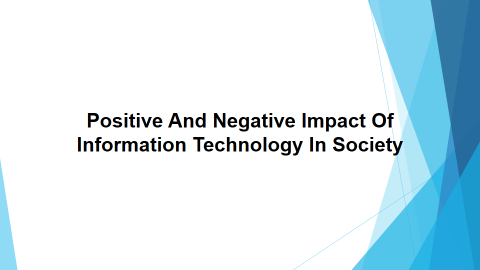 Positive And Negative Impact Of
Information Technology In Society